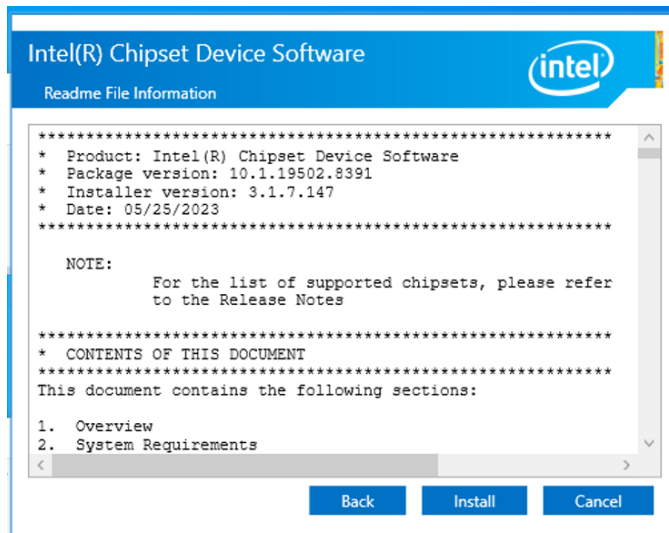 Intel(R) Chipset Device Software
intel
Readme File Information
************************************************************
*  Product: Intel(R) Chipset Device Software
*  Package version: 10.1.19502.8391
*  Installer version: 3.1.7.147
*  Date: 05/25/2023
************************************************************
NOTE:
For the list of supported chipsets, please refer
to the Release Notes
************************************************************
*  CONTENTS OF THIS DOCUMENT
************************************************************
This document contains the following sections:
1.  Overview
2.  System Requirements
Back Install Cancel